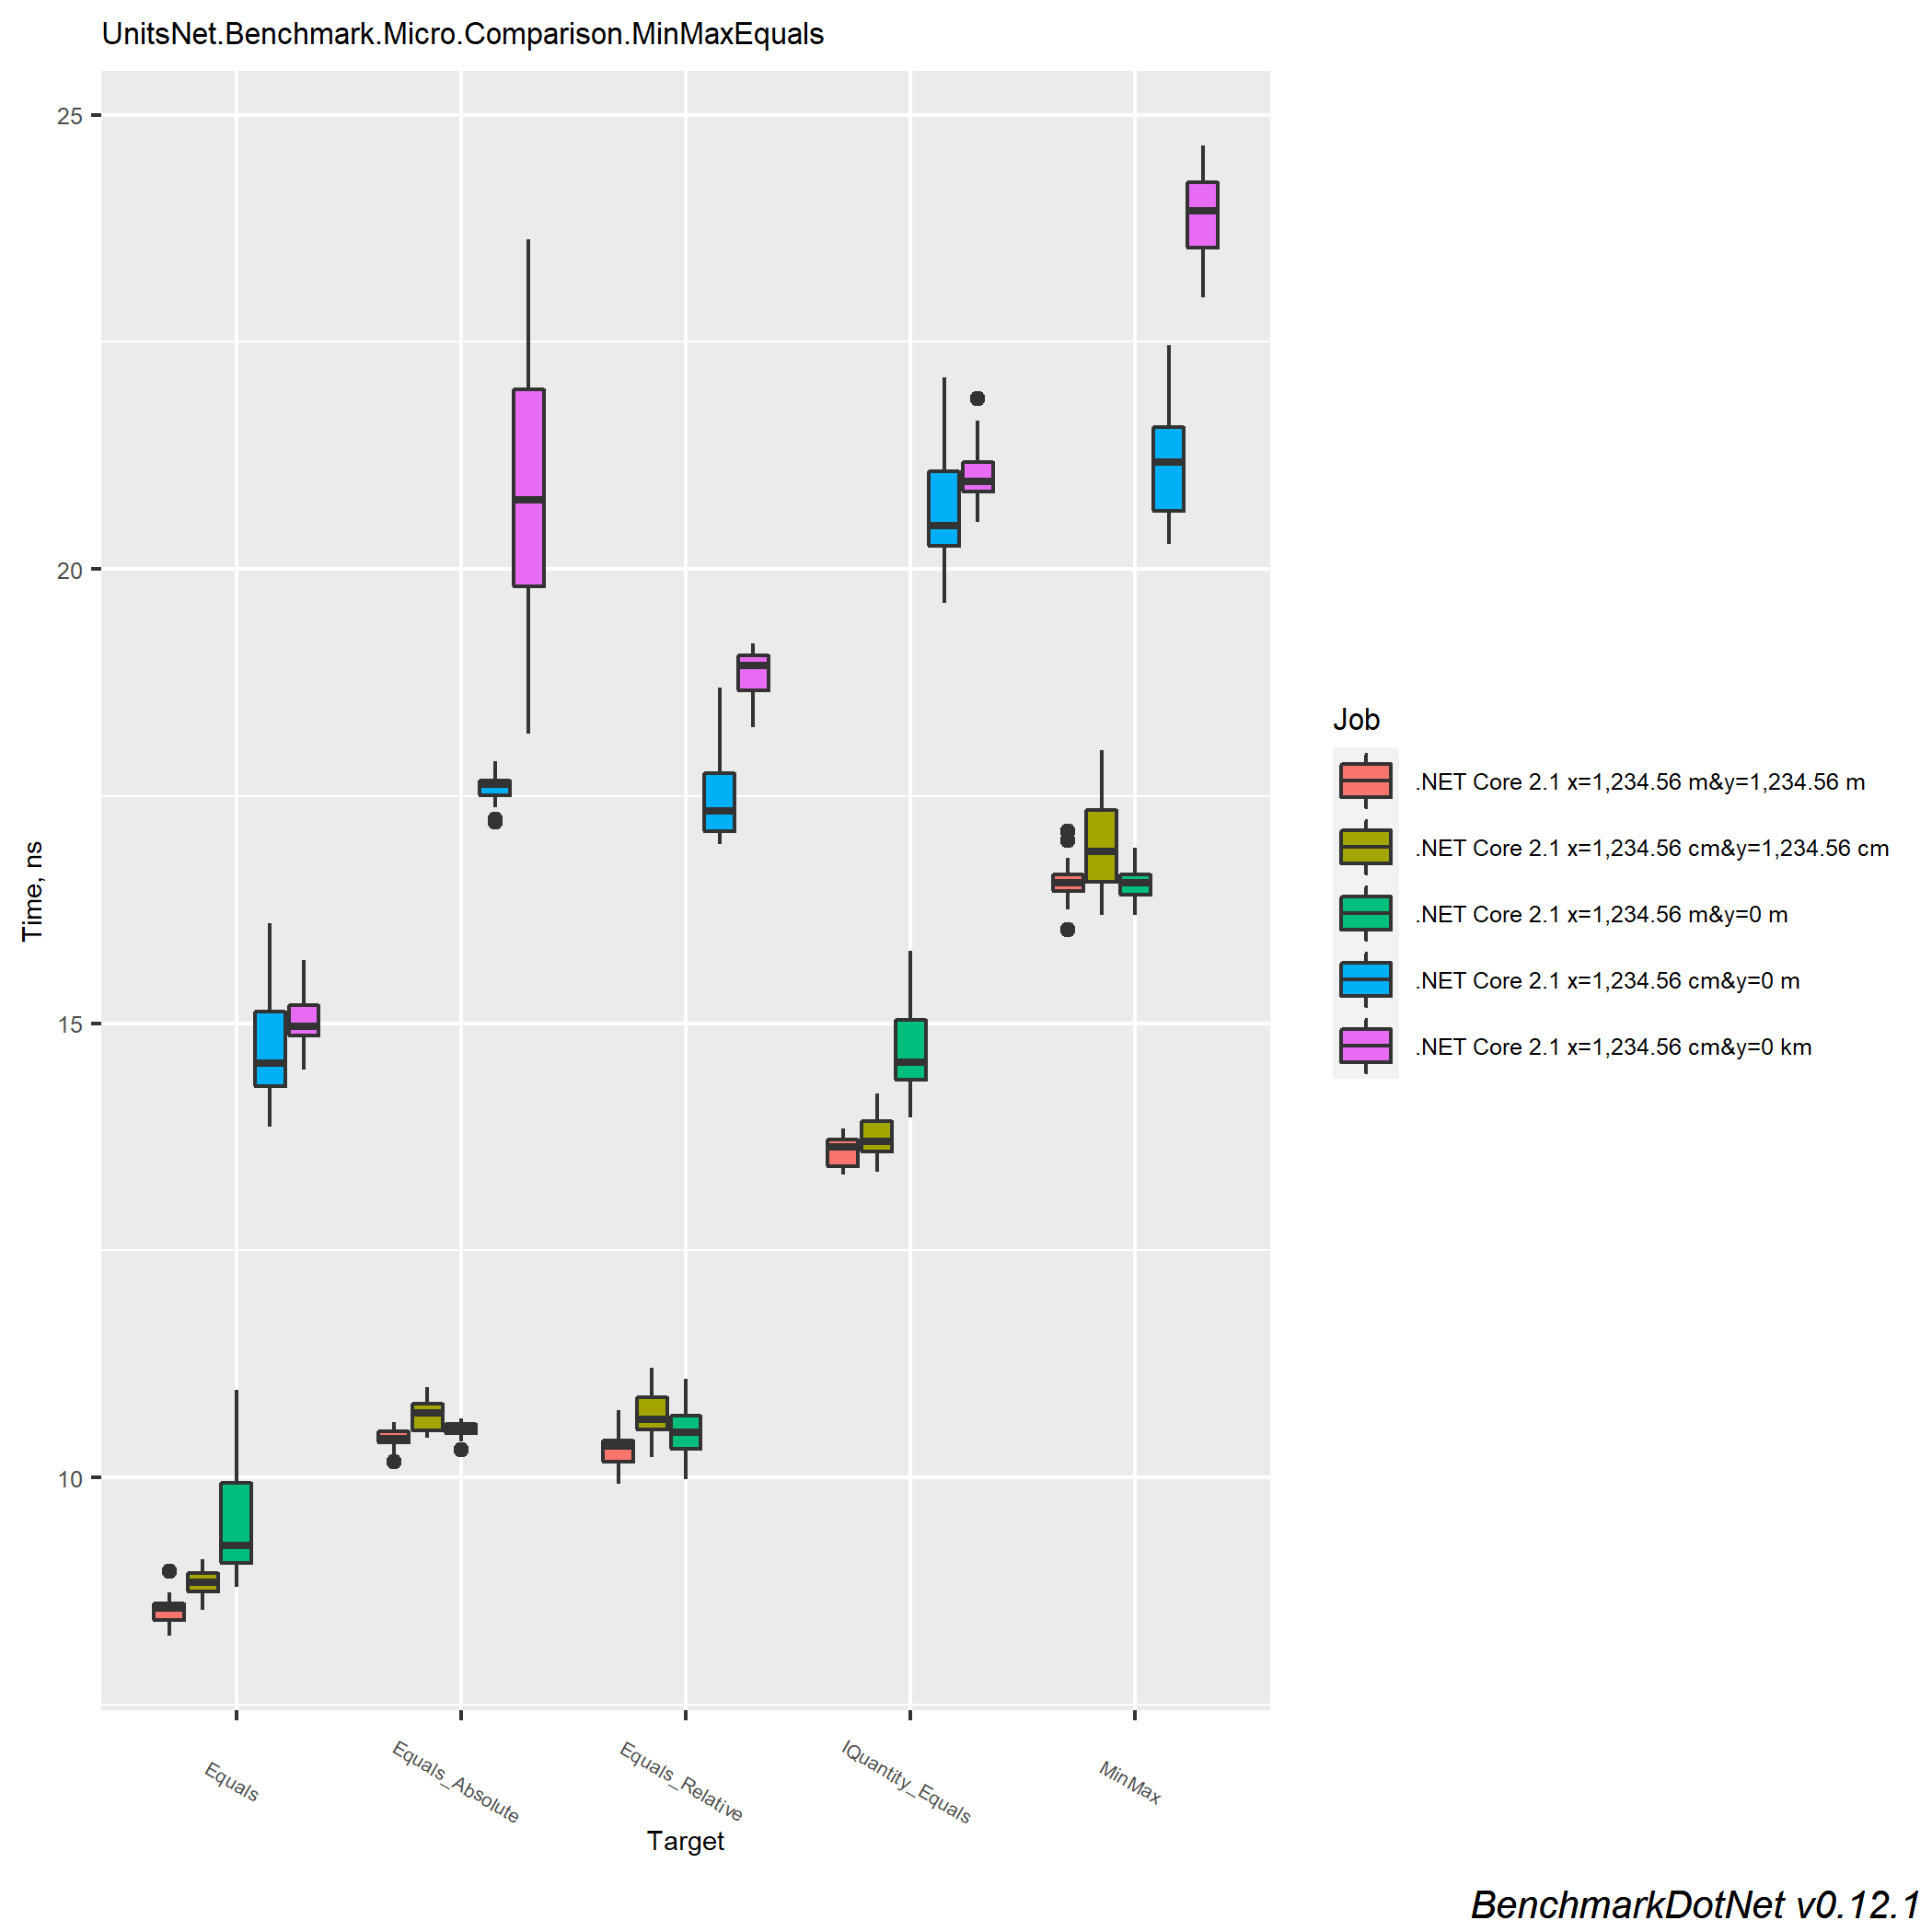 UnitsNet.Benchmark.Micro.Comparison.MinMaxEquals
25
20
15
10
Time, ns
Equals
Equals_Absolute
Equals_Relative
IQuantity_Equals
MinMax
Target
Job
.NET Core 2.1 x=1,234.56 m&y=1,234.56 m
.NET Core 2.1 x=1,234.56 cm&y=1,234.56 cm
.NET Core 2.1 x=1,234.56 m&y=0 m
.NET Core 2.1 x=1,234.56 cm&y=0 m
.NET Core 2.1 x=1,234.56 cm&y=0 km
BenchmarkDotNet v0.12.1